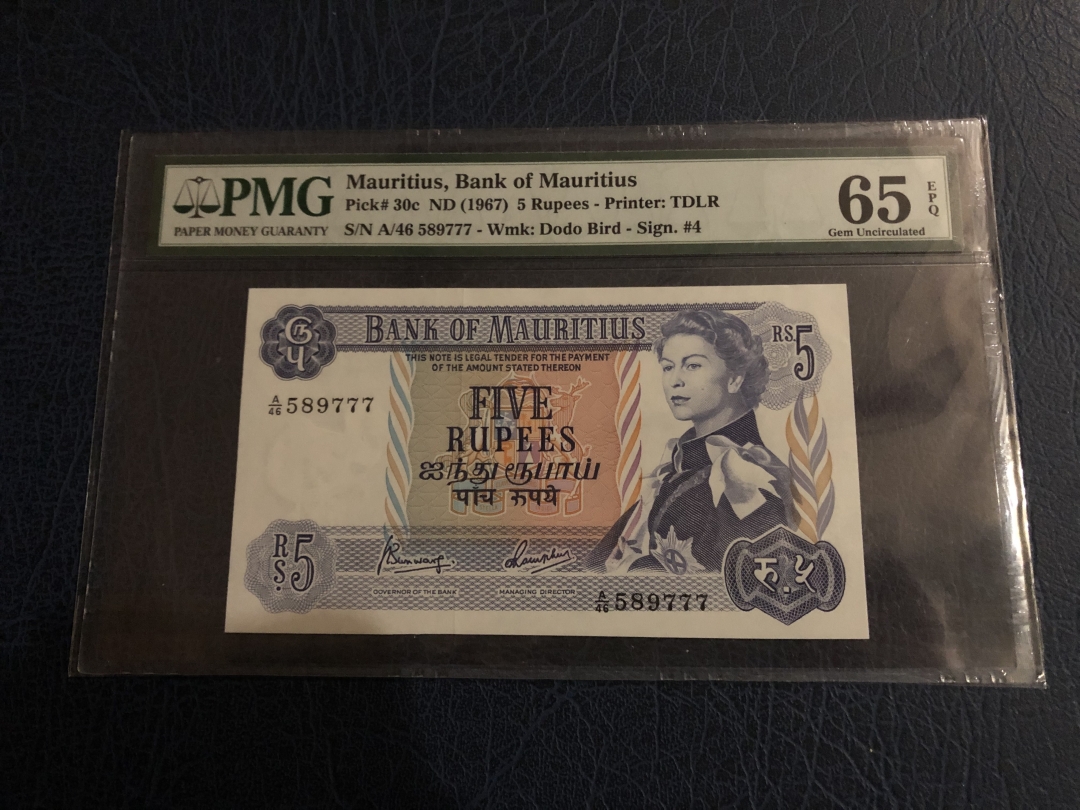 PMG
PAPER MONEY GUARANTY
Mauritius, Bank of Mauritius
Pick# 30c ND (1967) 5 Rupees - Printer: TDLR
S/N A/46 589777 - Wmk: Dodo Bird - Sign. #4
65 EPQ
Gem Uncirculated
BANK OF MAURITIUS
RS.5
THIS NOTE IS LEGAL TENDER FOR THE PAYMENT
OF THE AMOUNT STATED THEREON
A/46 589777
FIVE
RUPEES
ஐந்து ரூபாய்
पाँच रुपये
RS.5
GOVERNOR OF THE BANK
MANAGING DIRECTOR
A/46 589777
रु.५